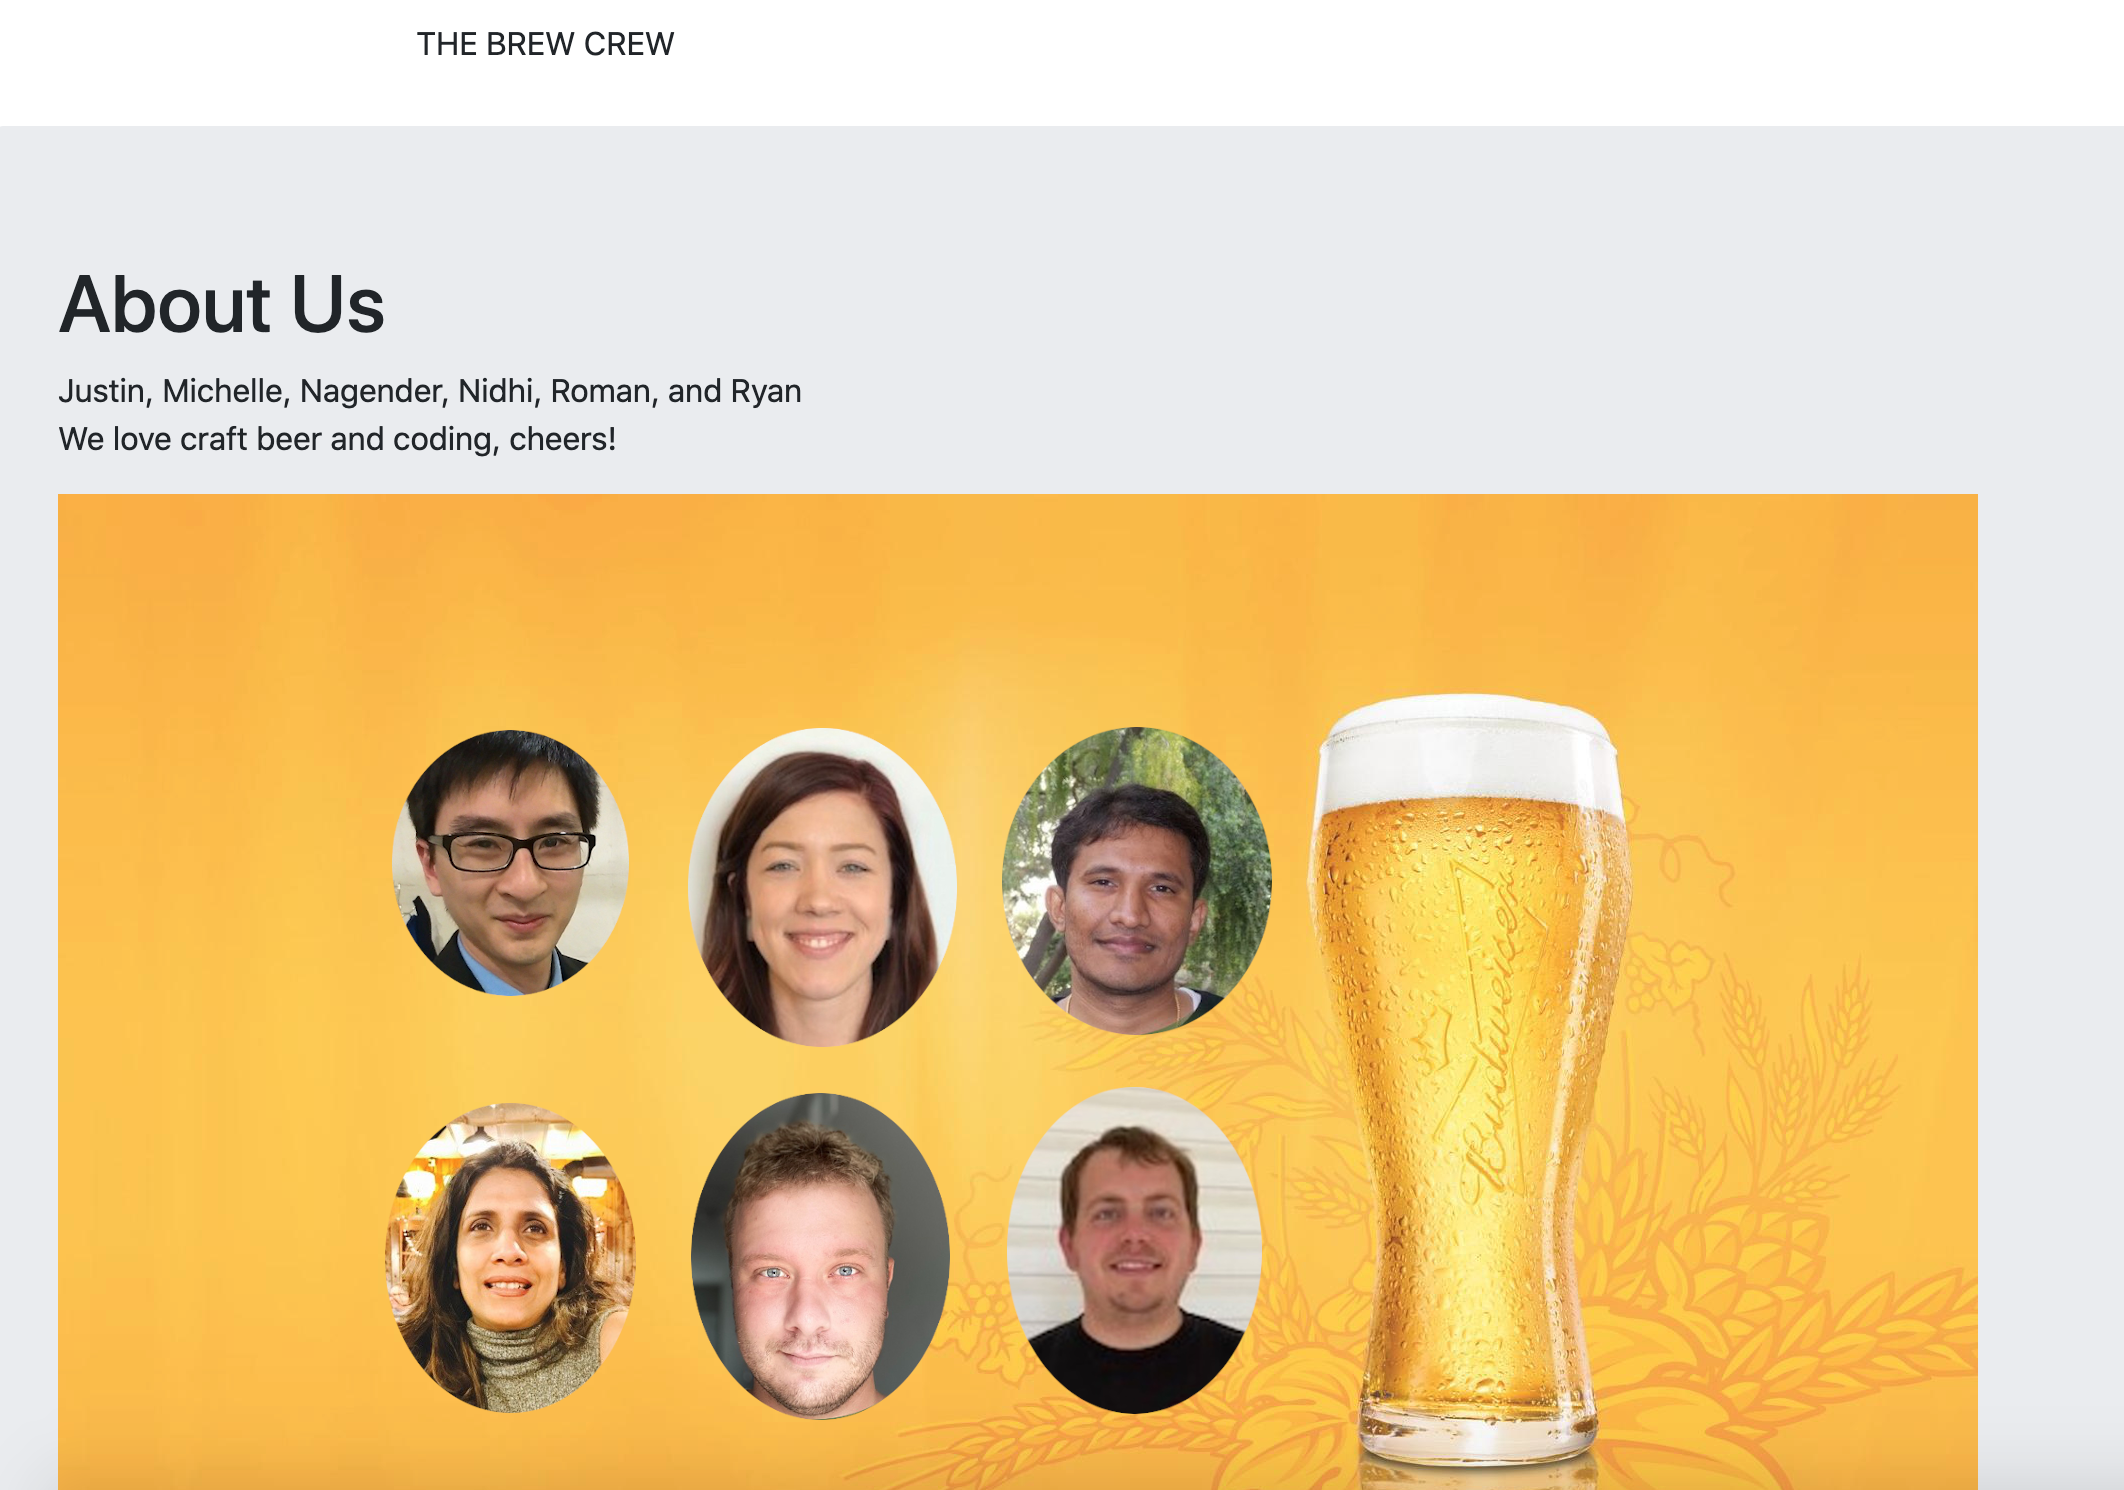 THE BREW CREW
About Us
Justin, Michelle, Nagender, Nidhi, Roman, and Ryan
We love craft beer and coding, cheers!
Budweiser